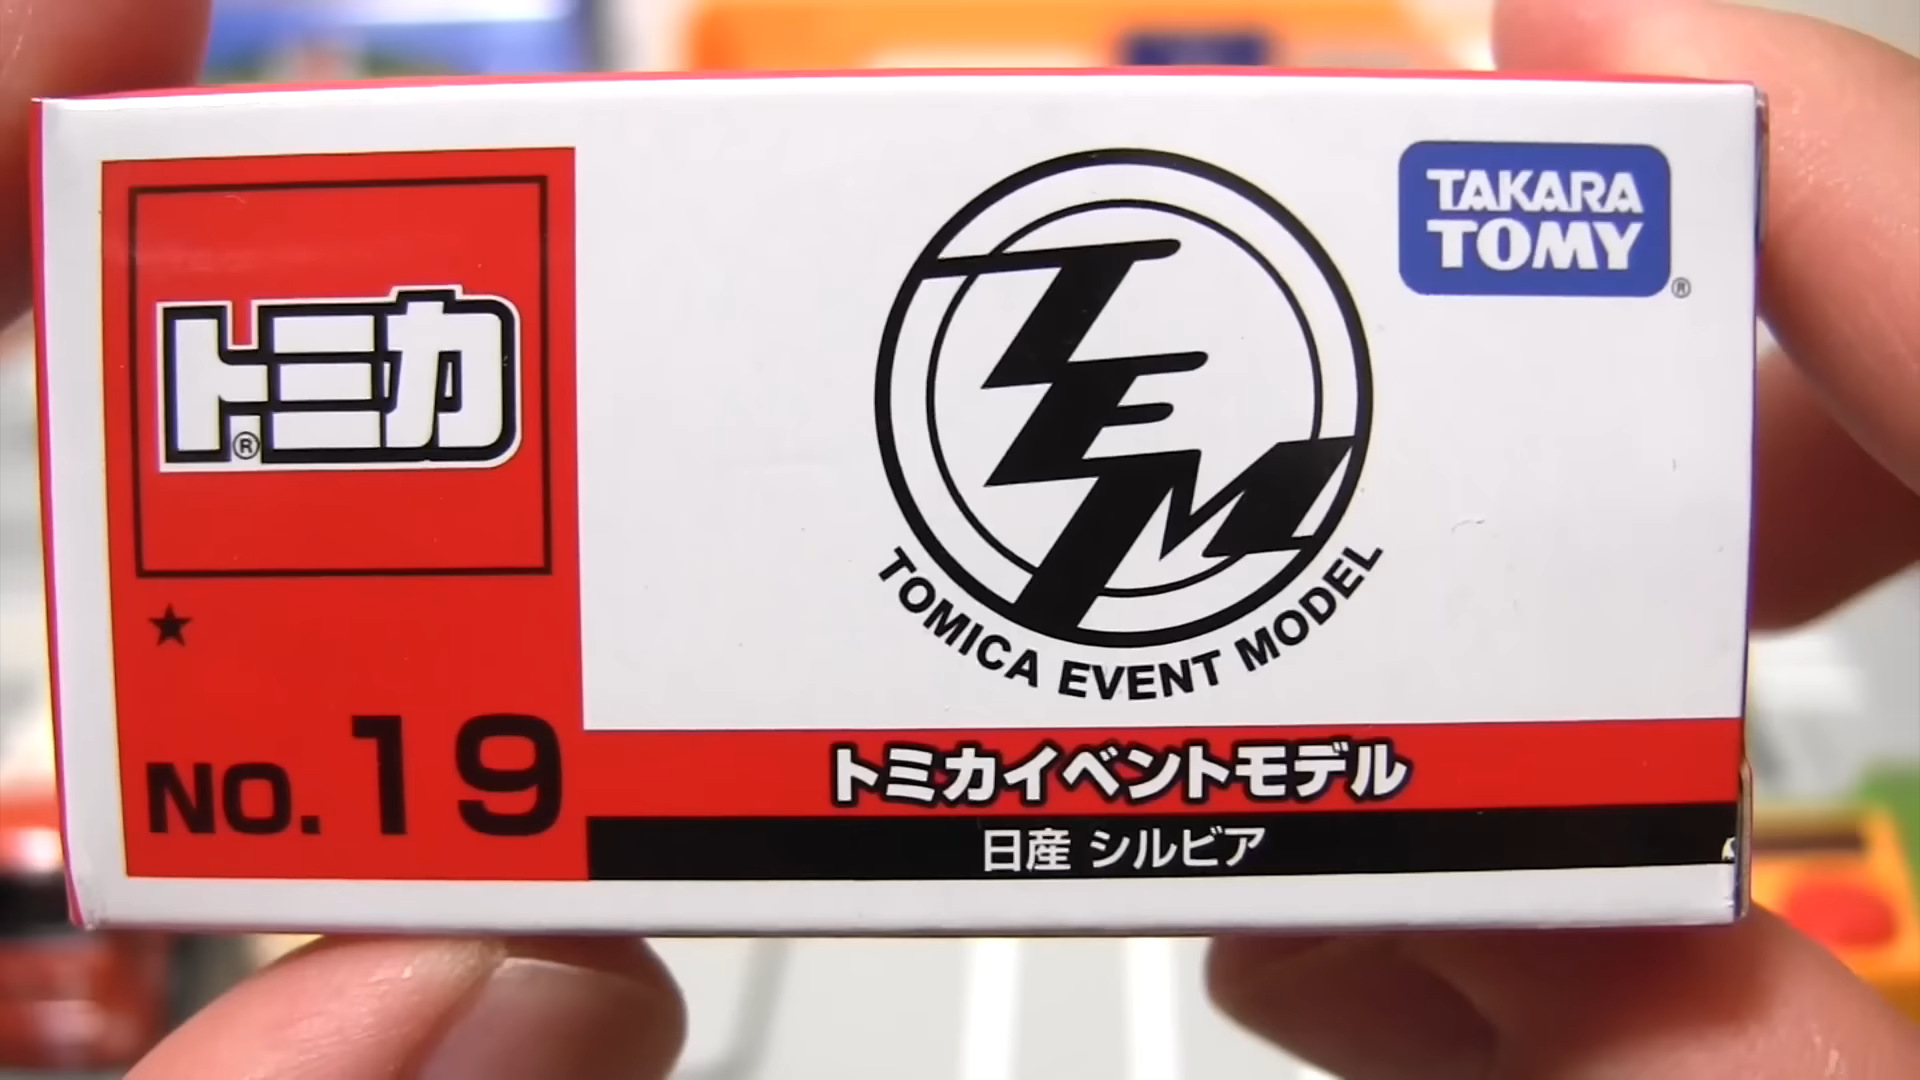 トミカ
®
★
NO.19
TEM
TOMICA EVENT MODEL
TAKARA
TOMY
®
トミカイベントモデル
日産 シルビア